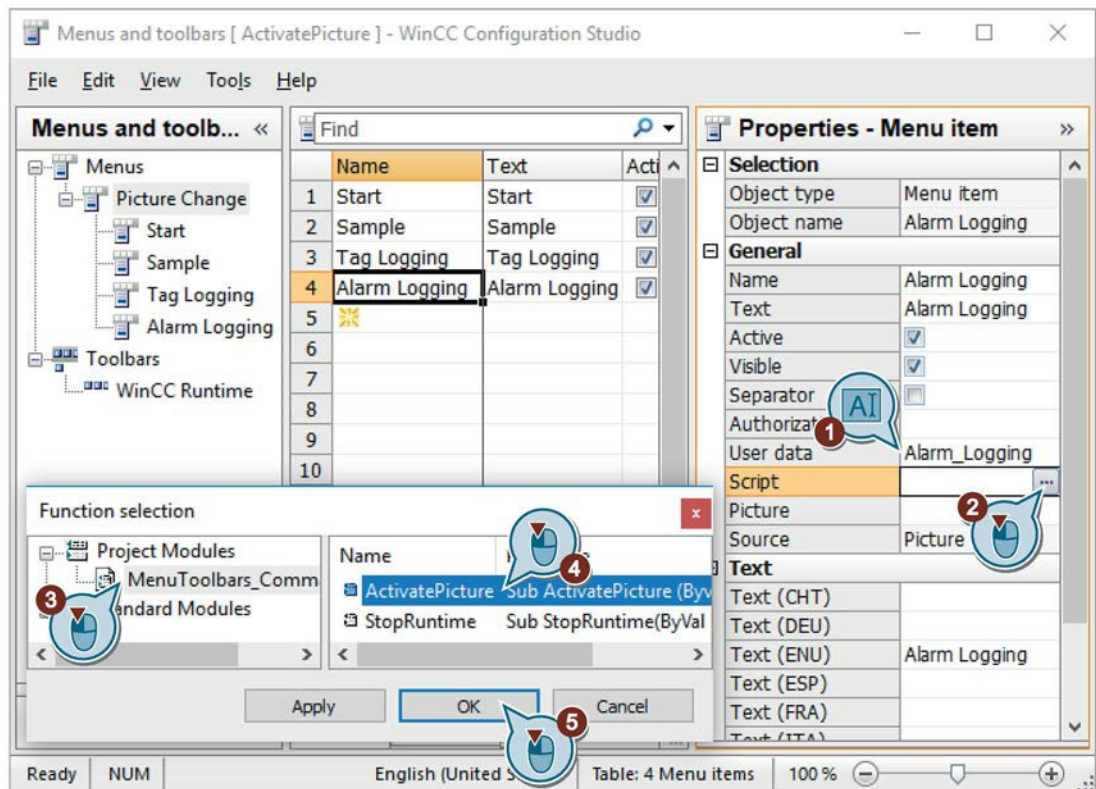 Menus and toolbars [ ActivatePicture ] - WinCC Configuration Studio
File Edit View Tools Help
Menus and toolb... «
Menus
Picture Change
Start
Sample
Tag Logging
Alarm Logging
Toolbars
WinCC Runtime
Find
Name Text Acti
1 Start Start
2 Sample Sample
3 Tag Logging Tag Logging
4 Alarm Logging Alarm Logging
5
6
7
8
9
10
Properties - Menu item »
Selection
Object type Menu item
Object name Alarm Logging
General
Name Alarm Logging
Text Alarm Logging
Active
Visible
Separator
AI
1
User data Alarm_Logging
Script ...
2
Picture
Source Picture
Text
Text (CHT)
Text (DEU)
Text (ENU) Alarm Logging
Text (ESP)
Text (FRA)
Function selection x
Project Modules
MenuToolbars_Comm
3
Modules
Name
4
ActivatePicture Sub ActivatePicture (Byv
StopRuntime Sub StopRuntime(ByVal
Apply OK Cancel
5
Ready NUM English Table: 4 Menu items 100 %